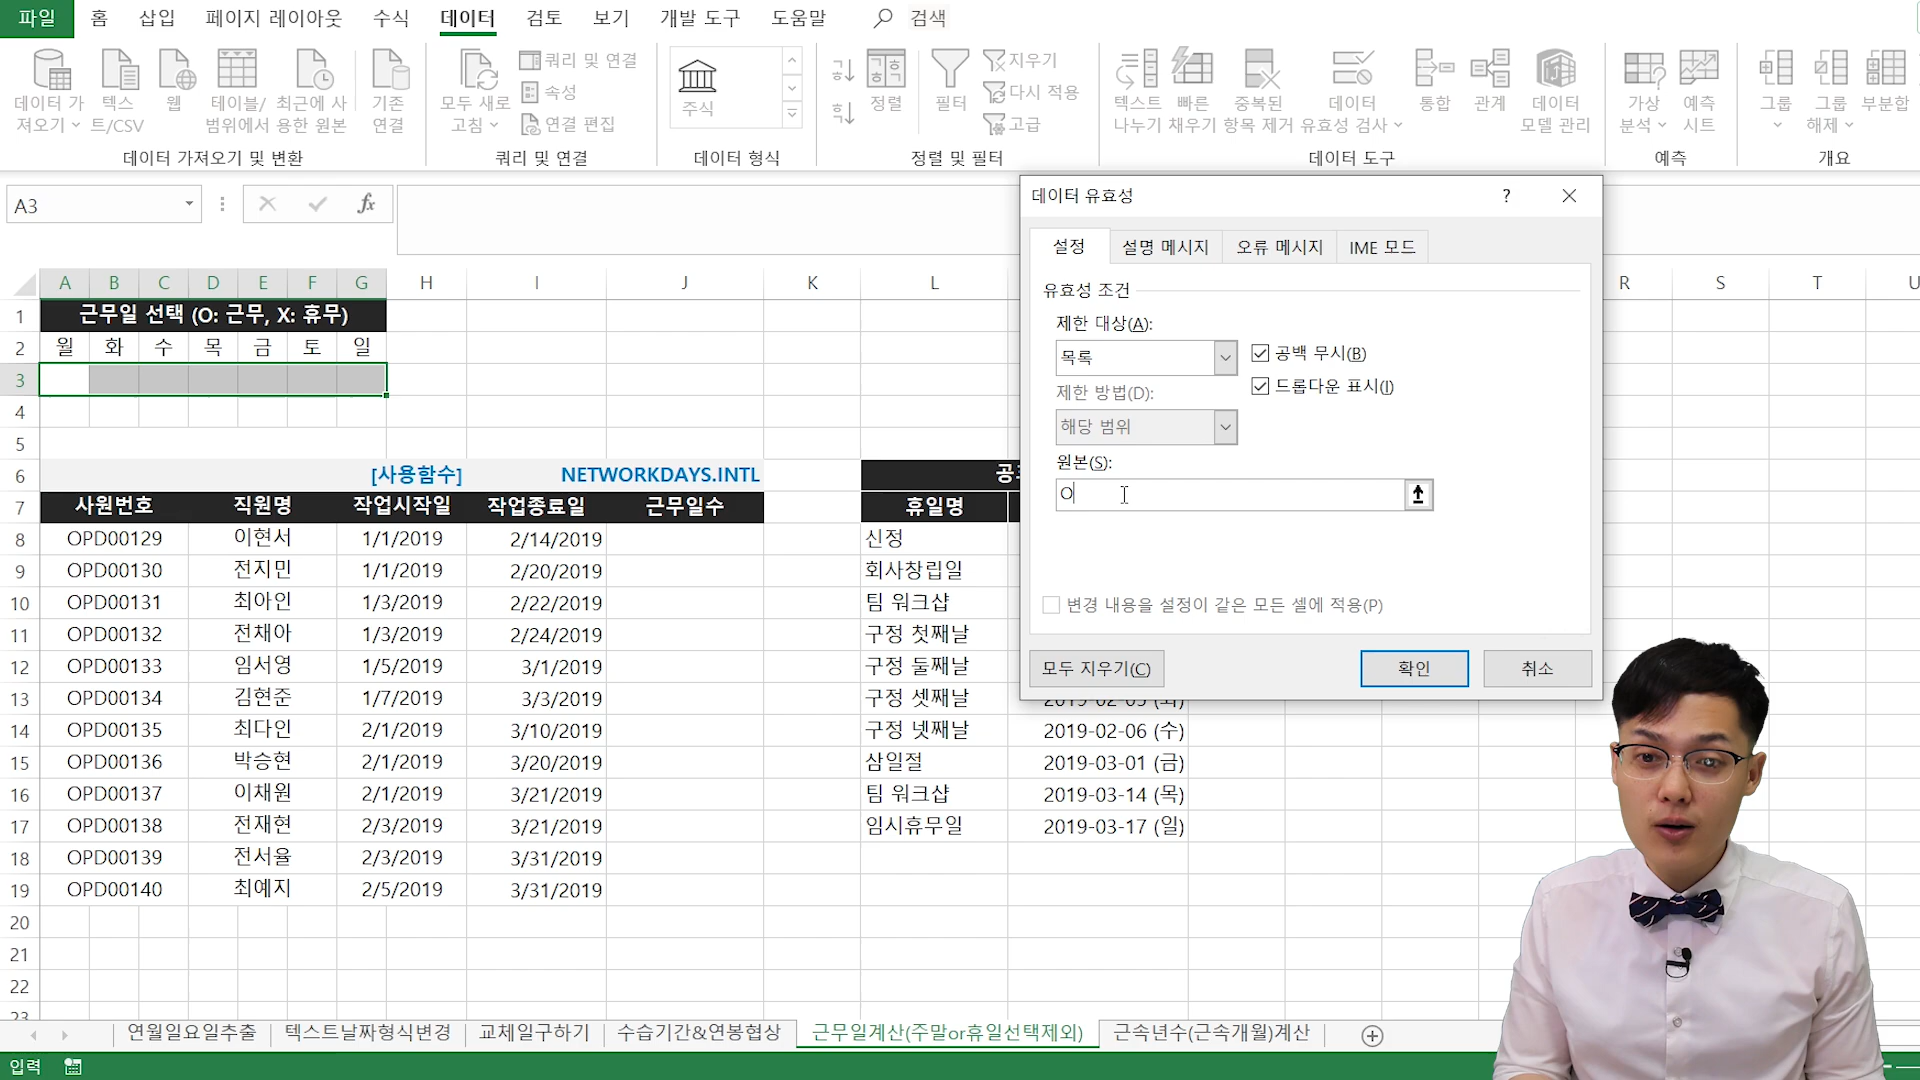 파일 홈 삽입 페이지 레이아웃 수식 데이터 검토 보기 개발 도구 도움말 검색
데이터 가져오기
텍스트/CSV
웹
테이블/범위에서
최근에 사용한 원본
기존 연결
데이터 가져오기 및 변환
모두 새로 고침
쿼리 및 연결
속성
연결 편집
쿼리 및 연결
주식
데이터 형식
정렬
필터
지우기
다시 적용
고급
정렬 및 필터
텍스트 나누기
빠른 채우기
중복된 항목 제거
데이터 유효성 검사
통합
관계
데이터 모델 관리
데이터 도구
가상 분석
예측 시트
예측
그룹
그룹 해제
부분합
개요
A3
fx
데이터 유효성 ?
설정 설명 메시지 오류 메시지 IME 모드
유효성 조건
제한 대상(A):
목록
공백 무시(B)
제한 방법(D):
드롭다운 표시(I)
해당 범위
원본(S):
O
변경 내용을 설정이 같은 모든 셀에 적용(P)
모두 지우기(C) 확인 취소
A B C D E F G H I J K L R S T U
1 근무일 선택 (O: 근무, X: 휴무)
2 월 화 수 목 금 토 일
3
4
5
6 [사용함수] NETWORKDAYS.INTL
7 사원번호 직원명 작업시작일 작업종료일 근무일수 휴일명
8 OPD00129 이현서 1/1/2019 2/14/2019 신정
9 OPD00130 전지민 1/1/2019 2/20/2019 회사창립일
10 OPD00131 최아인 1/3/2019 2/22/2019 팀 워크샵
11 OPD00132 전채아 1/3/2019 2/24/2019 구정 첫째날
12 OPD00133 임서영 1/5/2019 3/1/2019 구정 둘째날
13 OPD00134 김현준 1/7/2019 3/3/2019 구정 셋째날
14 OPD00135 최다인 2/1/2019 3/10/2019 구정 넷째날 2019-02-06 (수)
15 OPD00136 박승현 2/1/2019 3/20/2019 삼일절 2019-03-01 (금)
16 OPD00137 이채원 2/1/2019 3/21/2019 팀 워크샵 2019-03-14 (목)
17 OPD00138 전재현 2/3/2019 3/21/2019 임시휴무일 2019-03-17 (일)
18 OPD00139 전서율 2/3/2019 3/31/2019
19 OPD00140 최예지 2/5/2019 3/31/2019
20
21
22
연월일요일추출 텍스트날짜형식변경 교체일구하기 수습기간&연봉협상 근무일계산(주말or휴일선택제외) 근속년수(근속개월)계산
입력